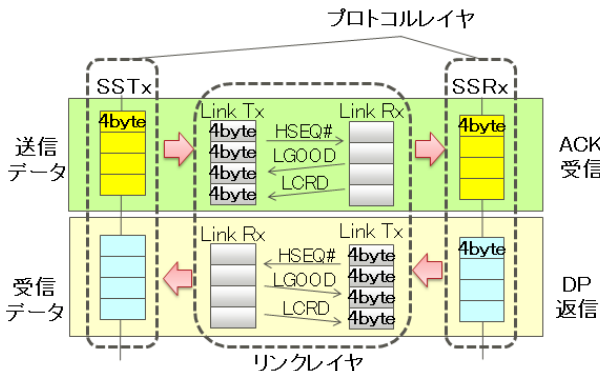 プロトコルレイヤ
SSTx
SSRx
Link Tx
Link Rx
送信
データ
4byte
4byte
4byte
4byte
4byte
HSEQ#
LGOOD
LCRD
4byte
ACK
受信
Link Rx
Link Tx
受信
データ
HSEQ#
LGOOD
LCRD
4byte
4byte
4byte
4byte
4byte
DP
返信
リンクレイヤ